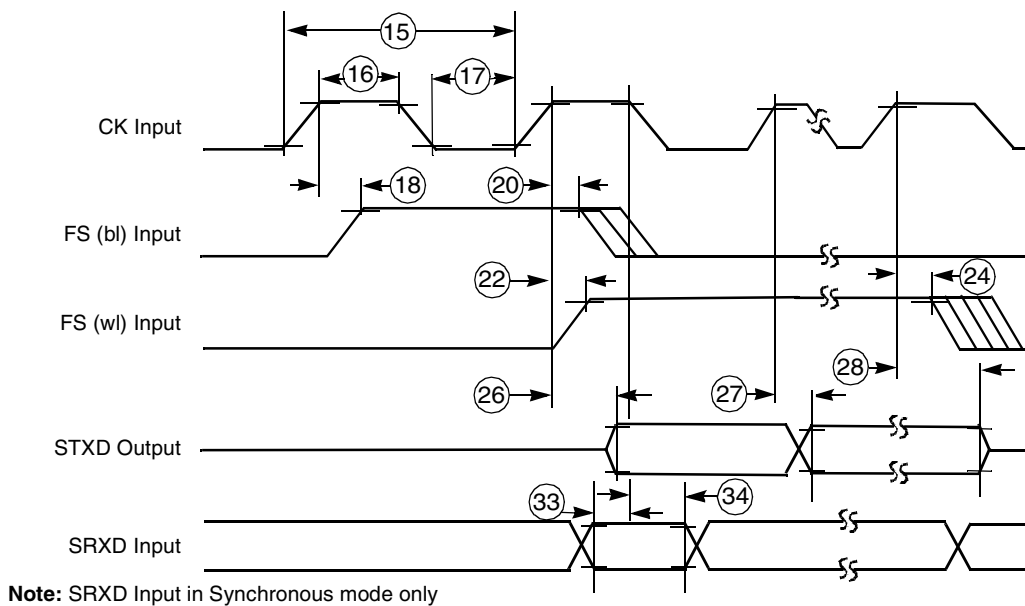 15
16
17
CK Input
18
20
FS (bl) Input
22
24
FS (wl) Input
26
27
28
STXD Output
33
34
SRXD Input
Note: SRXD Input in Synchronous mode only